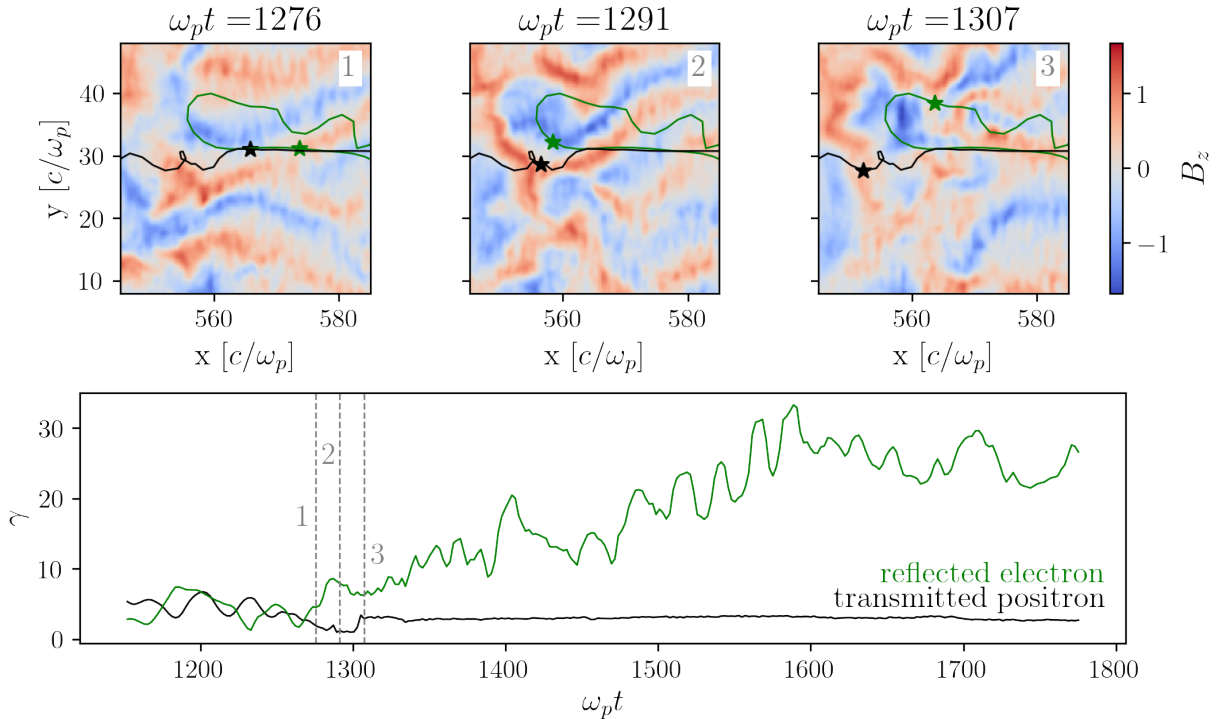 ωₚt =1276
ωₚt =1291
ωₚt =1307
1
2
3
y [c/ωₚ]
40
30
20
10
560
580
560
580
560
580
x [c/ωₚ]
x [c/ωₚ]
x [c/ωₚ]
1
0
−1
B_z
γ
30
20
10
0
1
2
3
reflected electron
transmitted positron
1200
1300
1400
1500
1600
1700
1800
ωₚt